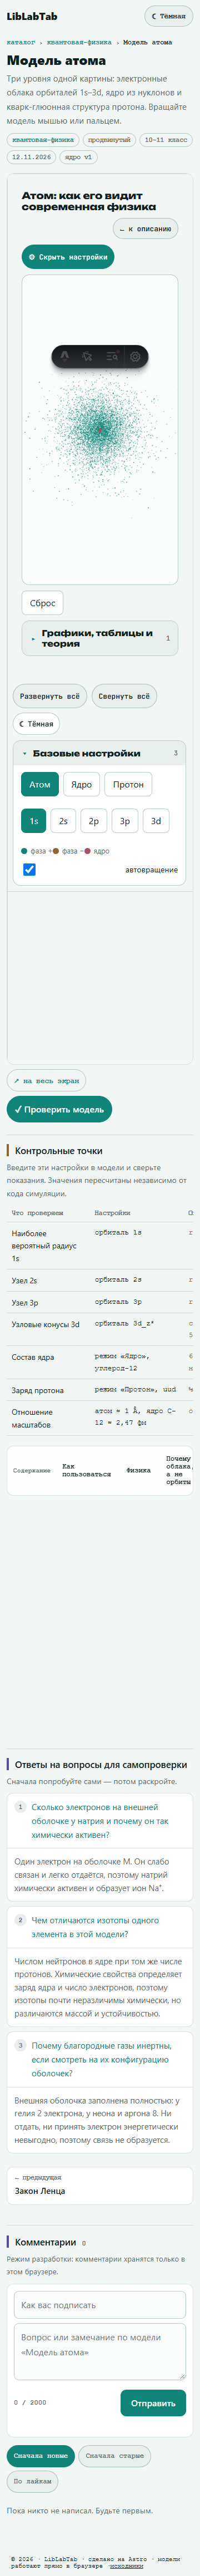 LibLabTab
☾ Тёмная
каталог › квантовая-физика › Модель атома
Модель атома
Три уровня одной картины: электронные
облака орбиталей 1s–3d, ядро из нуклонов и
кварк-глюонная структура протона. Вращайте
модель мышью или пальцем.
квантовая-физика
продвинутый
10–11 класс
12.11.2026
ядро v1
Атом: как его видит
современная физика
← к описанию
⚙ Скрыть настройки
Сброс
▸ Графики, таблицы и
теория
1
Развернуть всё
Свернуть всё
☾ Тёмная
▾ Базовые настройки
3
Атом
Ядро
Протон
1s
2s
2p
3p
3d
фаза +
фаза −
ядро
автовращение
↗ на весь экран
✓ Проверить модель
Контрольные точки
Введите эти настройки в модели и сверьте
показания. Значения пересчитаны независимо от
кода симуляции.
Что проверяем
Настройки
Наиболее
вероятный радиус
1s
орбиталь 1s
Узел 2s
орбиталь 2s
Узел 3p
орбиталь 3p
Узловые конусы 3d
орбиталь 3d_z²
Состав ядра
режим «Ядро»,
углерод-12
Заряд протона
режим «Протон», uud
Отношение
масштабов
атом = 1 Å, ядро C-
12 = 2,47 фм
Содержание
Как
пользоваться
Физика
Почему
облака,
а не
орбиты
Ответы на вопросы для самопроверки
Сначала попробуйте сами — потом раскройте.
1
Сколько электронов на внешней
оболочке у натрия и почему он так
химически активен?
Один электрон на оболочке M. Он слабо
связан и легко отдаётся, поэтому натрий
химически активен и образует ион Na⁺.
2
Чем отличаются изотопы одного
элемента в этой модели?
Числом нейтронов в ядре при том же числе
протонов. Химические свойства определяет
заряд ядра и число электронов, поэтому
изотопы почти неразличимы химически, но
различаются массой и устойчивостью.
3
Почему благородные газы инертны,
если смотреть на их конфигурацию
оболочек?
Внешняя оболочка заполнена полностью: у
гелия 2 электрона, у неона и аргона 8. Ни
отдать, ни принять электрон энергетически
невыгодно, поэтому связь не образуется.
← предыдущая
Закон Ленца
Комментарии 0
Режим разработки: комментарии хранятся только в
этом браузере.
Как вас подписать
Вопрос или замечание по модели
«Модель атома»
0 / 2000
Отправить
Сначала новые
Сначала старые
По лайкам
Пока никто не написал. Будьте первым.
© 2026 · LibLabTab · сделано на Astro · модели
работают прямо в браузере ·исходники